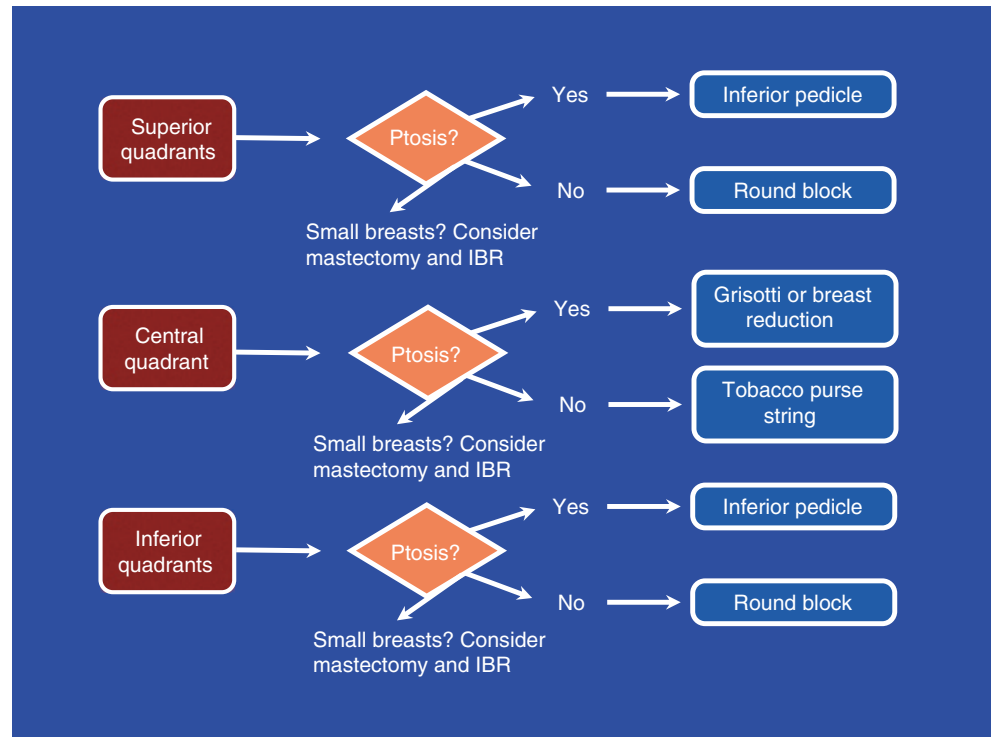 Superior
quadrants
Ptosis?
Yes
Inferior pedicle
No
Round block
Small breasts? Consider
mastectomy and IBR
Central
quadrant
Ptosis?
Yes
Grisotti or breast
reduction
No
Tobacco purse
string
Small breasts? Consider
mastectomy and IBR
Inferior
quadrants
Ptosis?
Yes
Inferior pedicle
No
Round block
Small breasts? Consider
mastectomy and IBR